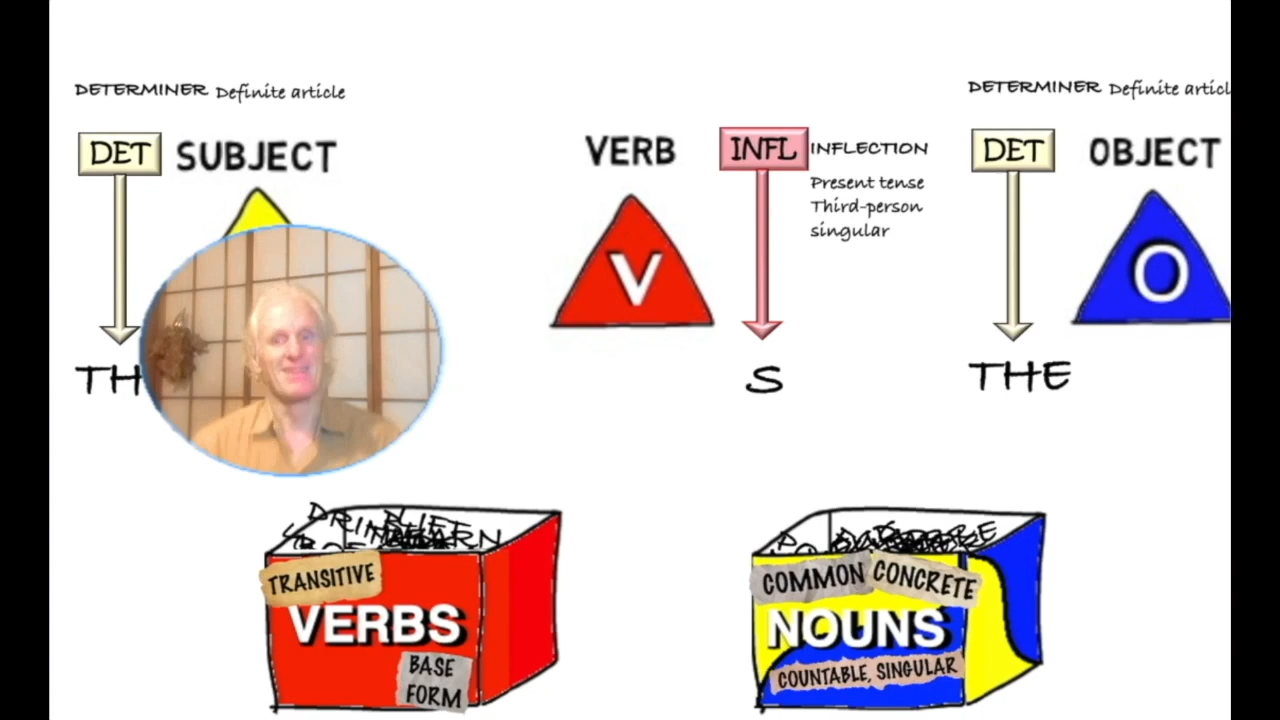 DETERMINER Definite article
DET SUBJECT
TH
VERB
V
INFL INFLECTION
Present tense
Third-person
singular
S
DETERMINER Definite articl
DET OBJECT
O
THE
TRANSITIVE
VERBS
BASE
FORM
COMMON CONCRETE
NOUNS
COUNTABLE, SINGULAR